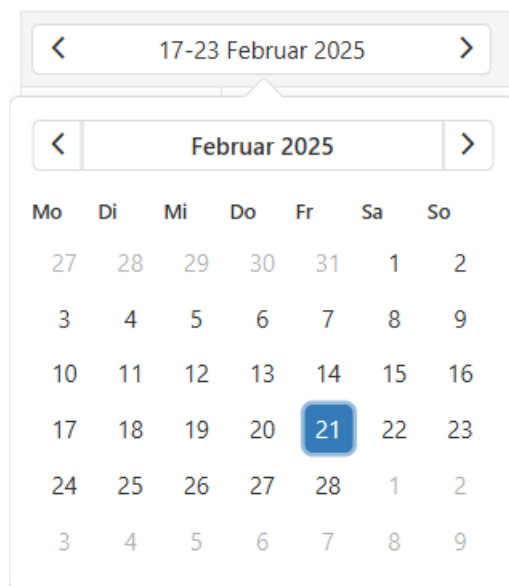 17-23 Februar 2025
Februar 2025
Mo Di Mi Do Fr Sa So
27 28 29 30 31 1 2
3 4 5 6 7 8 9
10 11 12 13 14 15 16
17 18 19 20 21 22 23
24 25 26 27 28 1 2
3 4 5 6 7 8 9